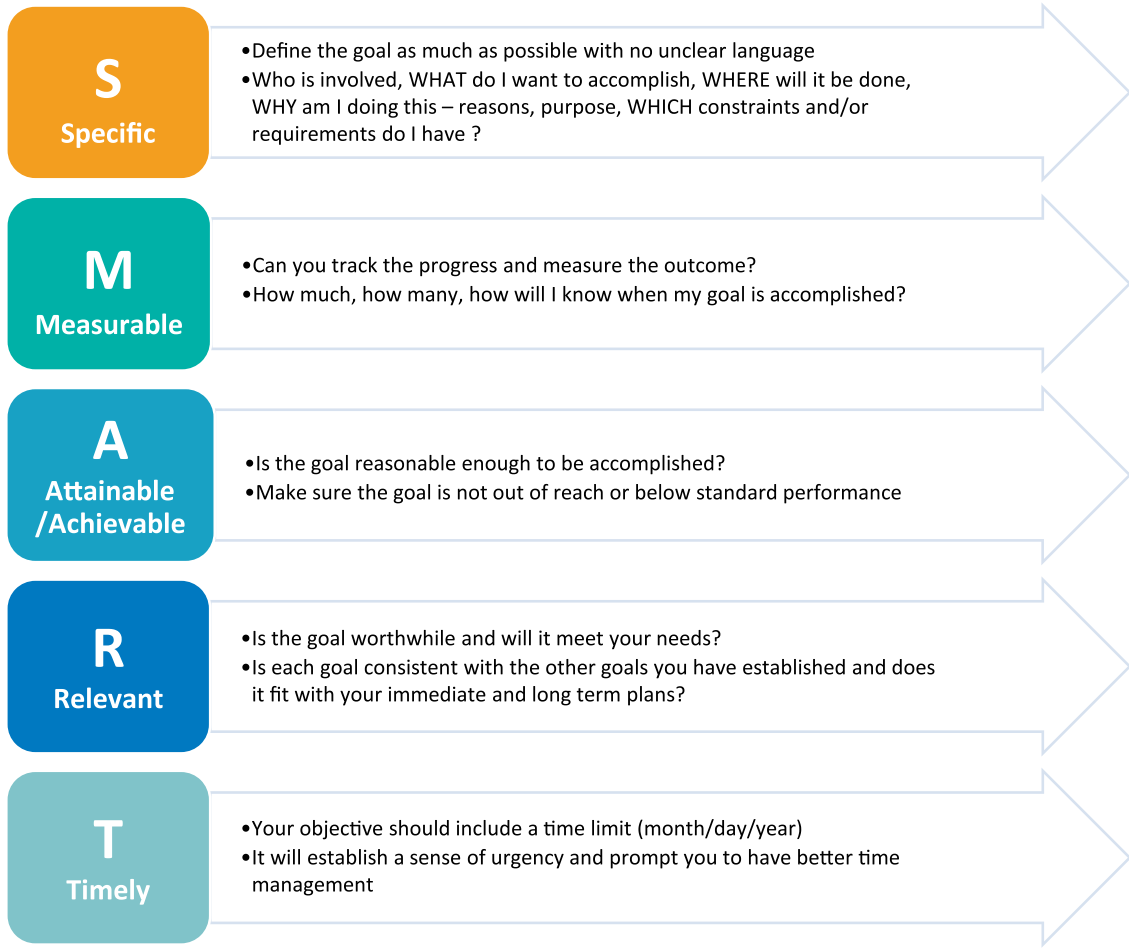 S
Specific
•Define the goal as much as possible with no unclear language
•Who is involved, WHAT do I want to accomplish, WHERE will it be done,
WHY am I doing this – reasons, purpose, WHICH constraints and/or
requirements do I have ?
M
Measurable
•Can you track the progress and measure the outcome?
•How much, how many, how will I know when my goal is accomplished?
A
Attainable
/Achievable
•Is the goal reasonable enough to be accomplished?
•Make sure the goal is not out of reach or below standard performance
R
Relevant
•Is the goal worthwhile and will it meet your needs?
•Is each goal consistent with the other goals you have established and does
it fit with your immediate and long term plans?
T
Timely
•Your objective should include a time limit (month/day/year)
•It will establish a sense of urgency and prompt you to have better time
management